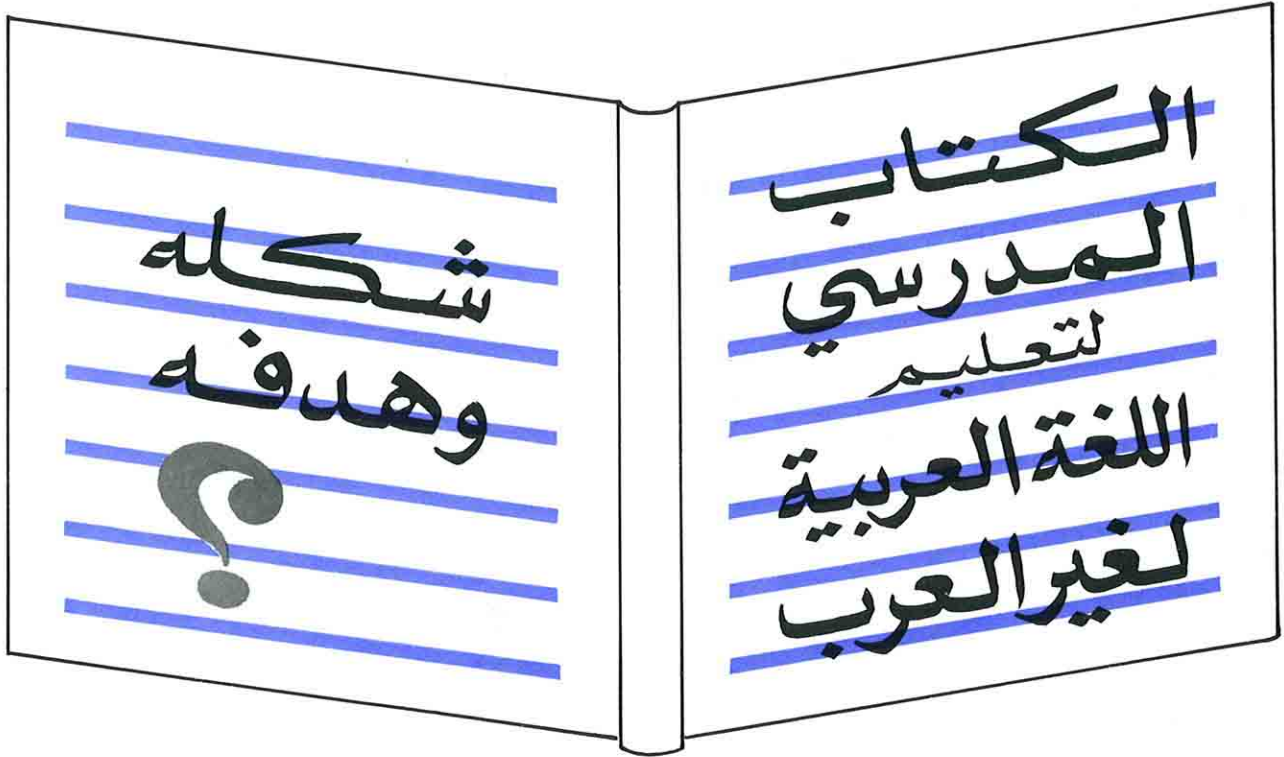 الكتاب
المدرسي
لتعليم
اللغة العربية
لغير العرب
شكله
وهدفه
؟